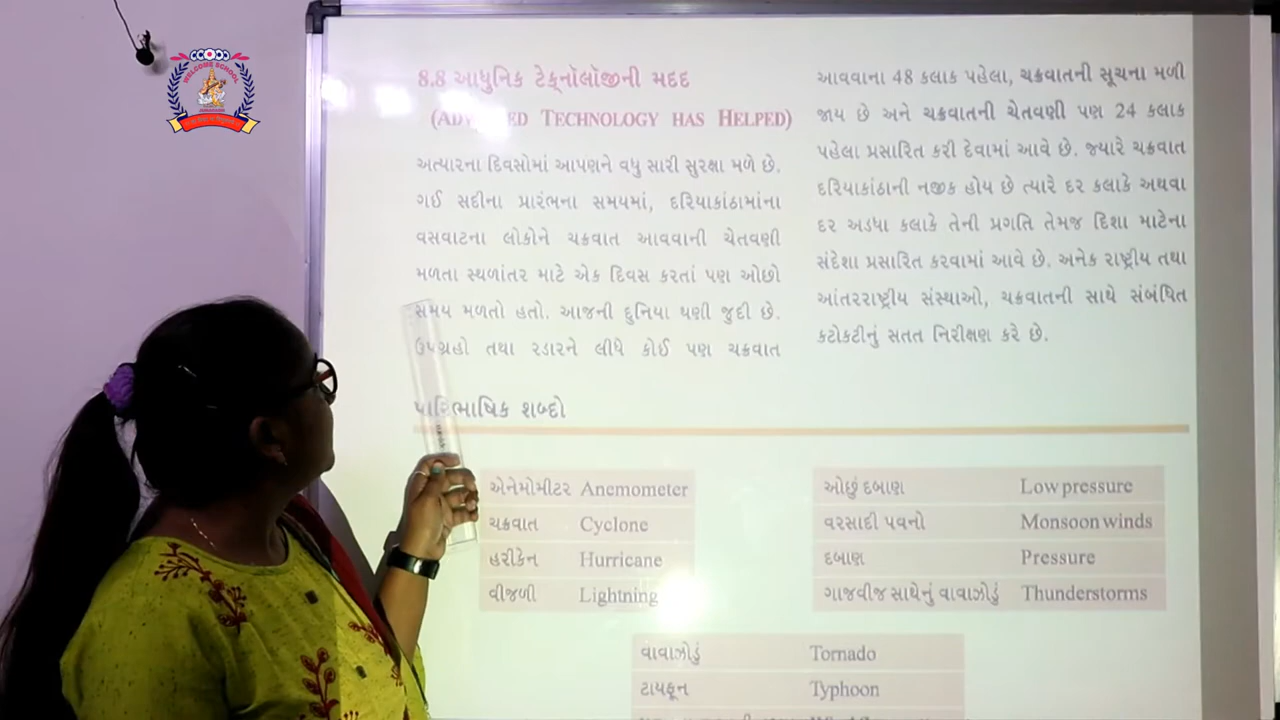 WELCOME SCHOOL
8.8 આધુનિક ટેક્નૉલૉજીની મદદ
(ADVANCED TECHNOLOGY HAS HELPED)
અત્યારના દિવસોમાં આપણને વધુ સારી સુરક્ષા મળે છે.
ગઈ સદીના પ્રારંભના સમયમાં, દરિયાકાંઠામાંના
વસવાટના લોકોને ચક્રવાત આવવાની ચેતવણી
મળતા સ્થળાંતર માટે એક દિવસ કરતાં પણ ઓછો
સમય મળતો હતો. આજની દુનિયા ઘણી જુદી છે.
ઉપગ્રહો તથા રડારને લીધે કોઈ પણ ચક્રવાત
આવવાના 48 કલાક પહેલા, ચક્રવાતની સૂચના મળી
જાય છે અને ચક્રવાતની ચેતવણી પણ 24 કલાક
પહેલા પ્રસારિત કરી દેવામાં આવે છે. જ્યારે ચક્રવાત
દરિયાકાંઠાની નજીક હોય છે ત્યારે દર કલાકે અથવા
દર અડધા કલાકે તેની પ્રગતિ તેમજ દિશા માટેના
સંદેશા પ્રસારિત કરવામાં આવે છે. અનેક રાષ્ટ્રીય તથા
આંતરરાષ્ટ્રીય સંસ્થાઓ, ચક્રવાતની સાથે સંબંધિત
કટોકટીનું સતત નિરીક્ષણ કરે છે.
પારિભાષિક શબ્દો
એનેમોમીટર Anemometer
ચક્રવાત Cyclone
હરીકેન Hurricane
વીજળી Lightning
ઓછું દબાણ Low pressure
વરસાદી પવનો Monsoon winds
દબાણ Pressure
ગાજવીજ સાથેનું વાવાઝોડું Thunderstorms
વાવાઝોડું Tornado
ટાયફૂન Typhoon